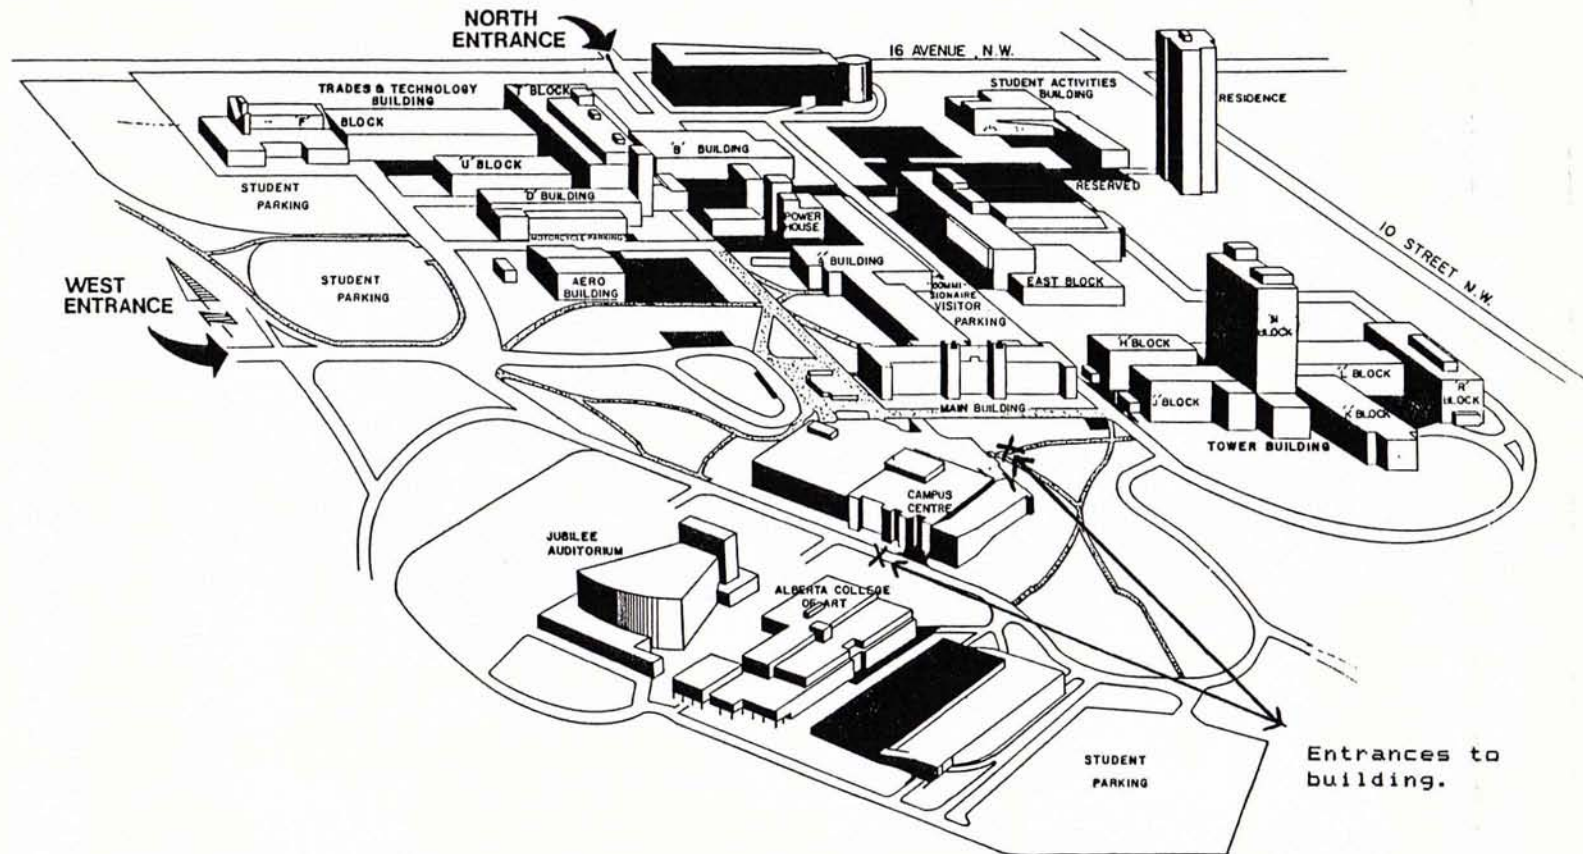 NORTH
ENTRANCE
16 AVENUE N.W.
TRADES & TECHNOLOGY
BUILDING
'T' BLOCK
STUDENT ACTIVITIES
BUILDING
RESIDENCE
'F' BLOCK
'B' BUILDING
'U' BLOCK
STUDENT
PARKING
'D' BUILDING
RESERVED
POWER
HOUSE
MOTORCYCLE PARKING
10 STREET N.W.
WEST
ENTRANCE
STUDENT
PARKING
AERO
BUILDING
BUILDING
EAST BLOCK
COMMI-
SIONAIRE
VISITOR
PARKING
'N'
BLOCK
'H' BLOCK
'L' BLOCK
'R'
BLOCK
'J' BLOCK
'K' BLOCK
MAIN BUILDING
TOWER BUILDING
CAMPUS
CENTRE
JUBILEE
AUDITORIUM
ALBERTA COLLEGE
OF ART
STUDENT
PARKING
Entrances to
building.